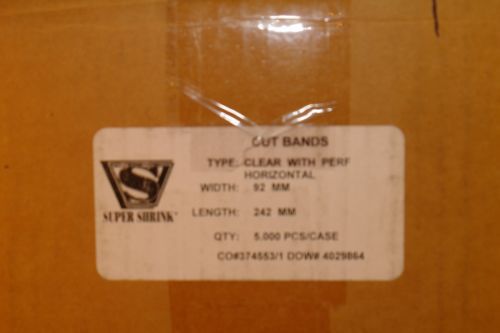 CUT BANDS
TYPE: CLEAR WITH PERF
HORIZONTAL
WIDTH: 92 MM
LENGTH: 242 MM
QTY: 5.000 PCS/CASE
CO#374553/1 DOW# 4029864
S
SUPER SHRINK